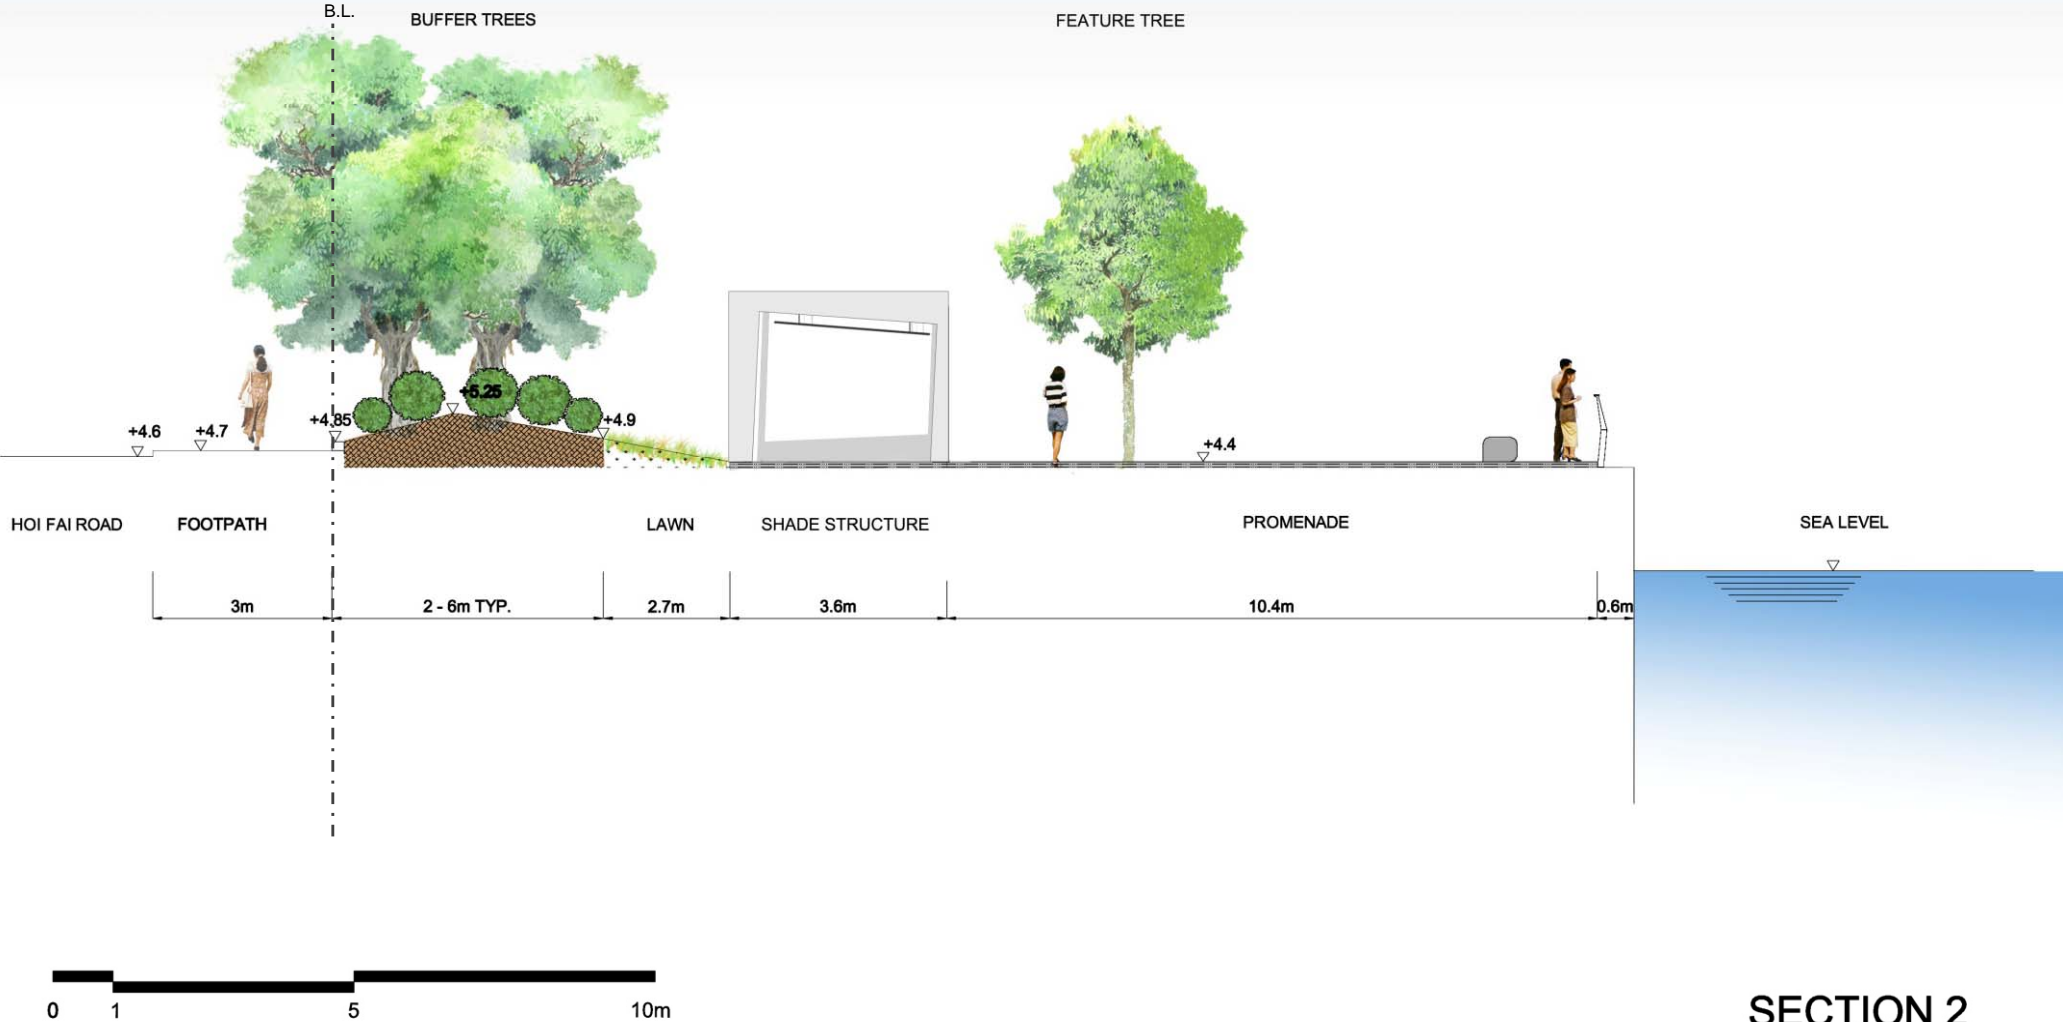 B.L.
BUFFER TREES
FEATURE TREE
+4.6
+4.7
+4.85
+5.25
+4.9
+4.4
HOI FAI ROAD
FOOTPATH
LAWN
SHADE STRUCTURE
PROMENADE
SEA LEVEL
3m
2 - 6m TYP.
2.7m
3.6m
10.4m
0.6m
0
1
5
10m
SECTION 2